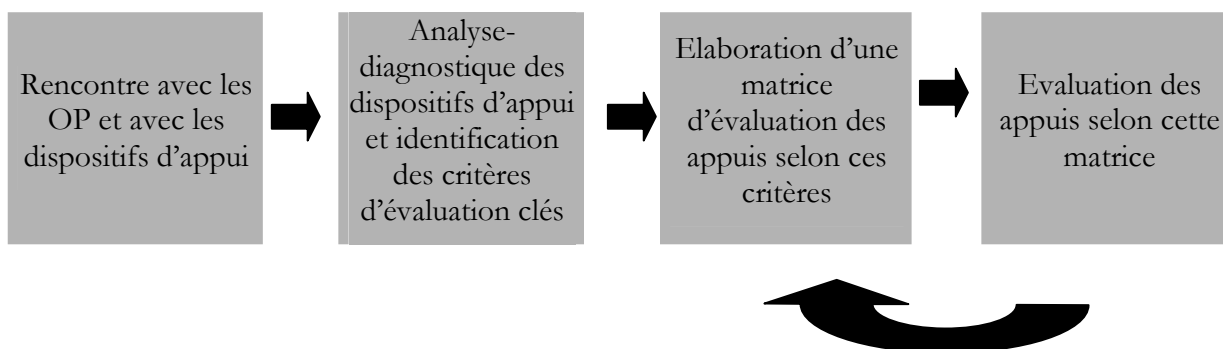 Rencontre avec les
OP et avec les
dispositifs d'appui
Analyse-
diagnostique des
dispositifs d'appui
et identification
des critères
d'évaluation clés
Elaboration d'une
matrice
d'évaluation des
appuis selon ces
critères
Evaluation des
appuis selon cette
matrice